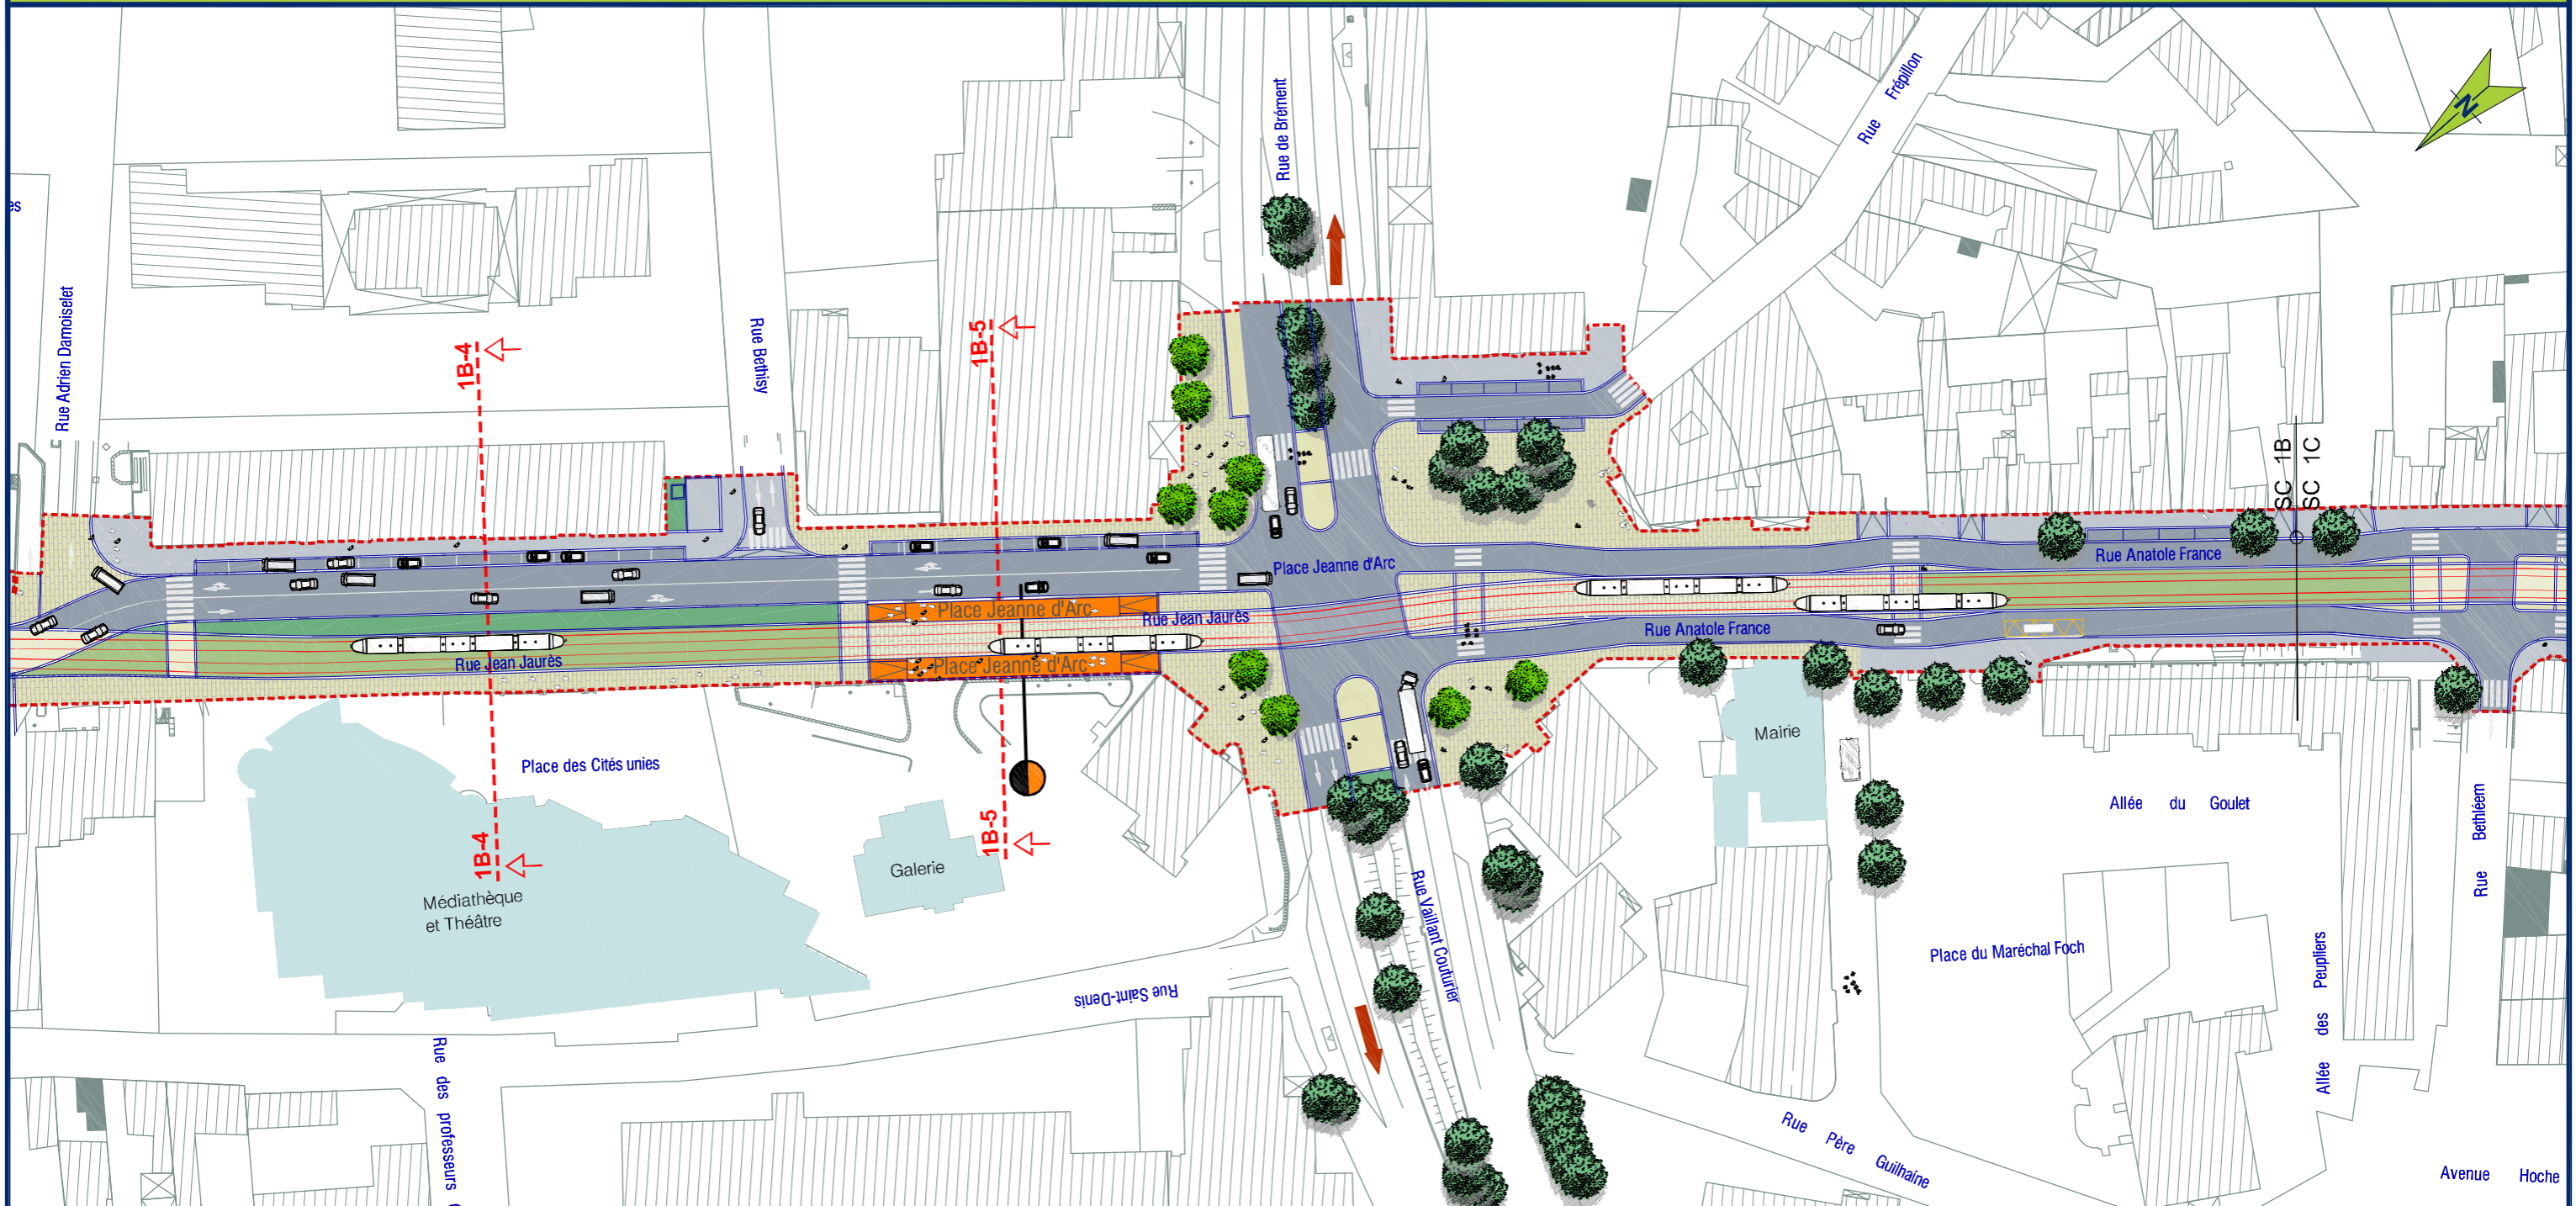 Rue de Brément
Rue Frépillon
N
es
Rue Adrien Damoiselet
1B-4
Rue Bethisy
1B-5
SC 1B
SC 1C
Place Jeanne d'Arc
Rue Anatole France
Place Jeanne d'Arc
Rue Jean Jaurès
Rue Anatole France
Rue Jean Jaurès
Place Jeanne d'Arc
Mairie
Place des Cités unies
1B-4
1B-5
Galerie
Médiathèque
et Théâtre
Rue Vaillant Couturier
Allée du Goulet
Rue Bethléem
Place du Maréchal Foch
Allée des Peupliers
Rue Saint-Denis
Rue des professeurs
Rue Père Guilhaine
Avenue Hoche